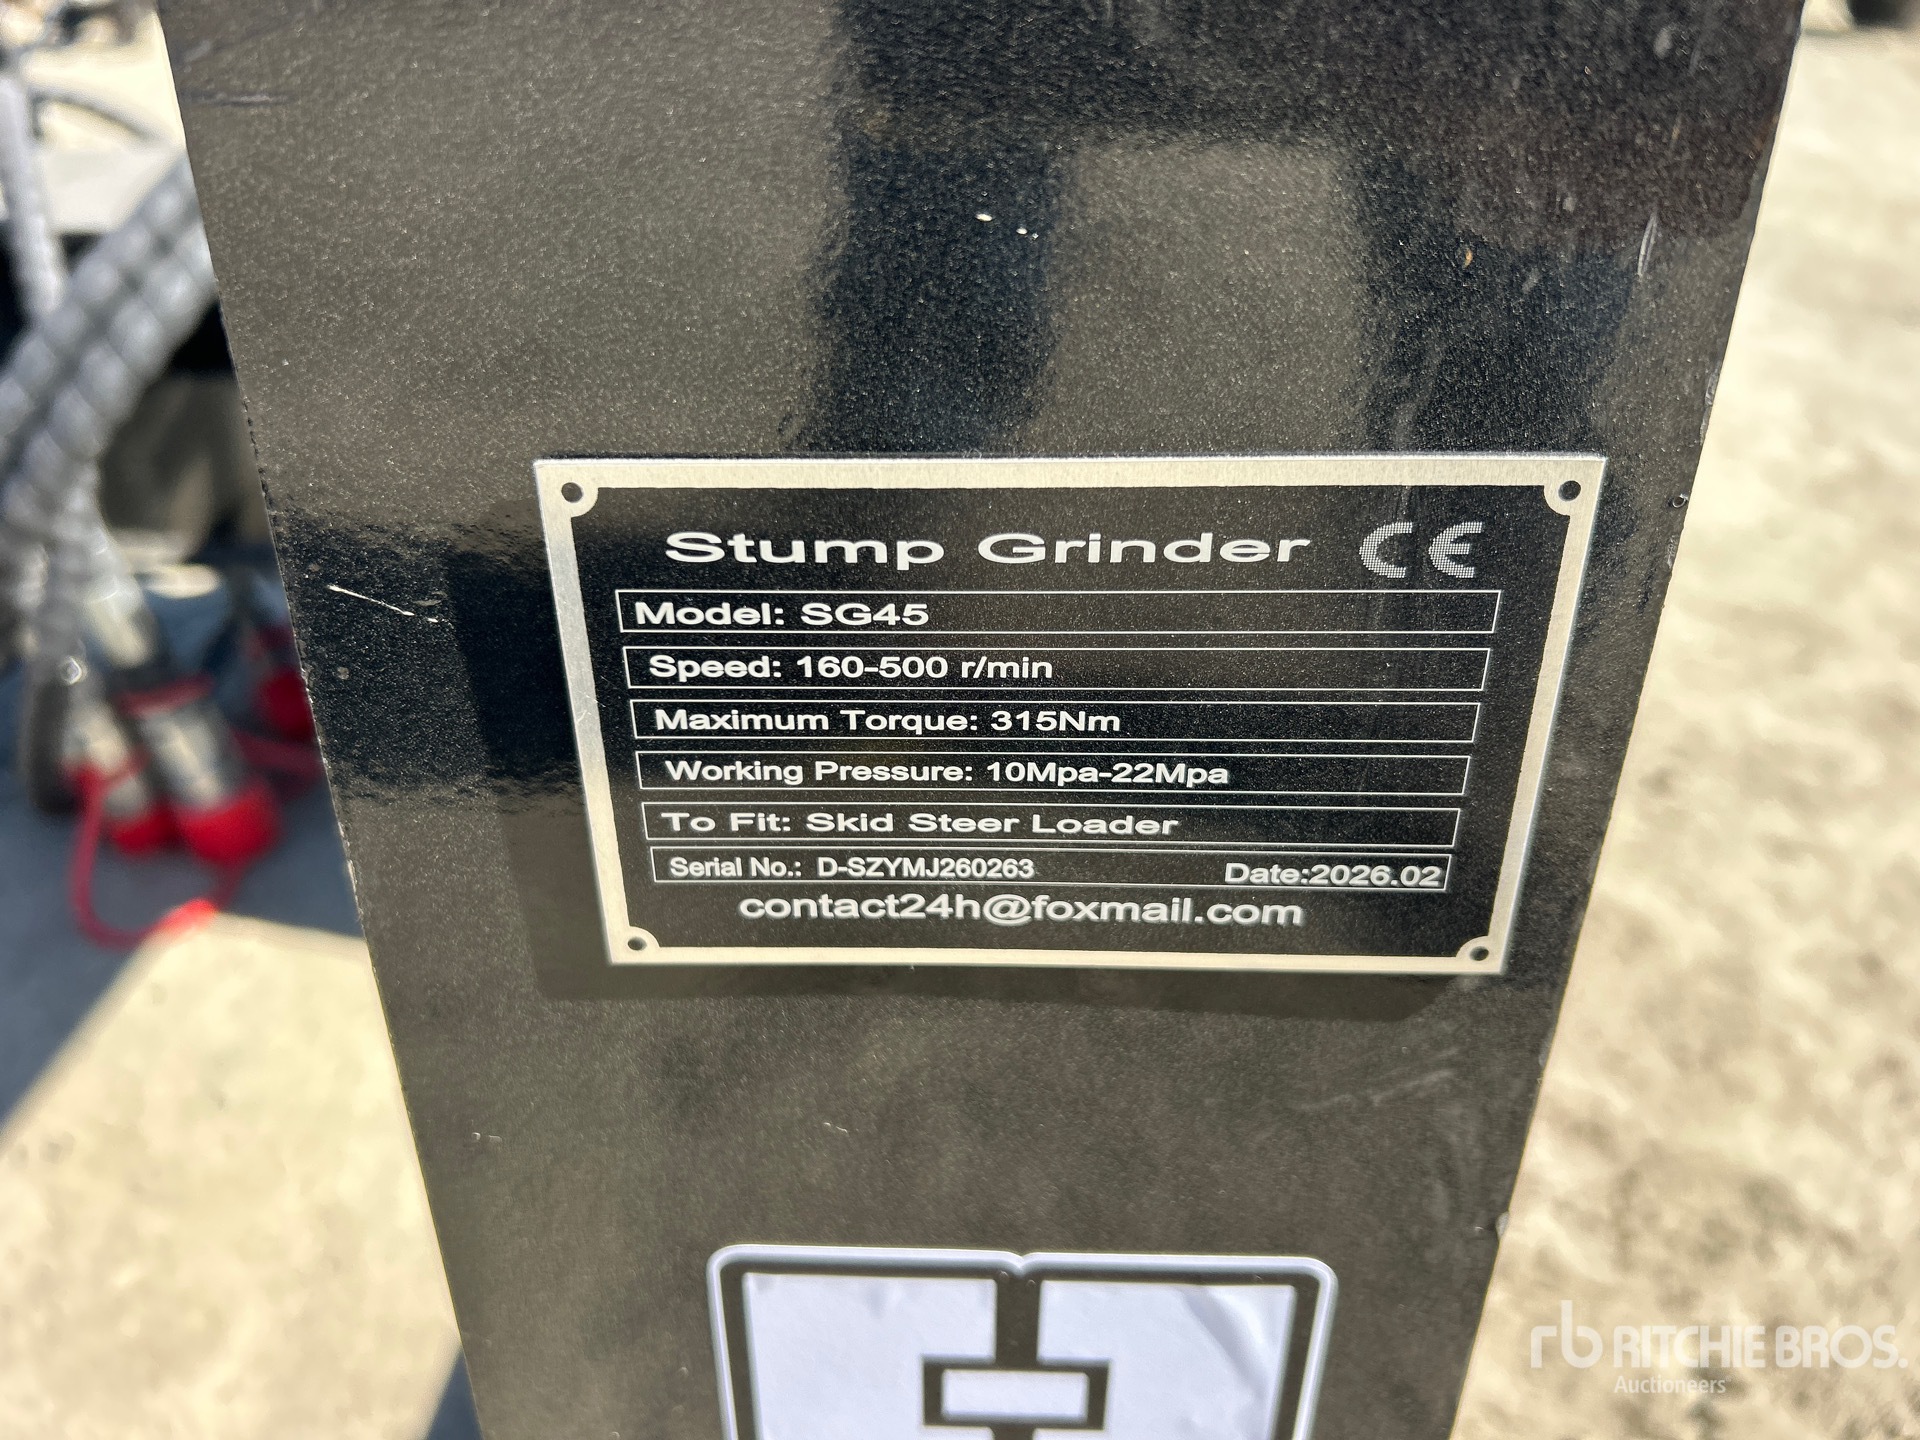 Stump Grinder CE
Model: SG45
Speed: 160-500 r/min
Maximum Torque: 315Nm
Working Pressure: 10Mpa-22Mpa
To Fit: Skid Steer Loader
Serial No.: D-SZYMJ260263 Date:2026.02
contact24h@foxmail.com
rb RITCHIE BROS.
Auctioneers